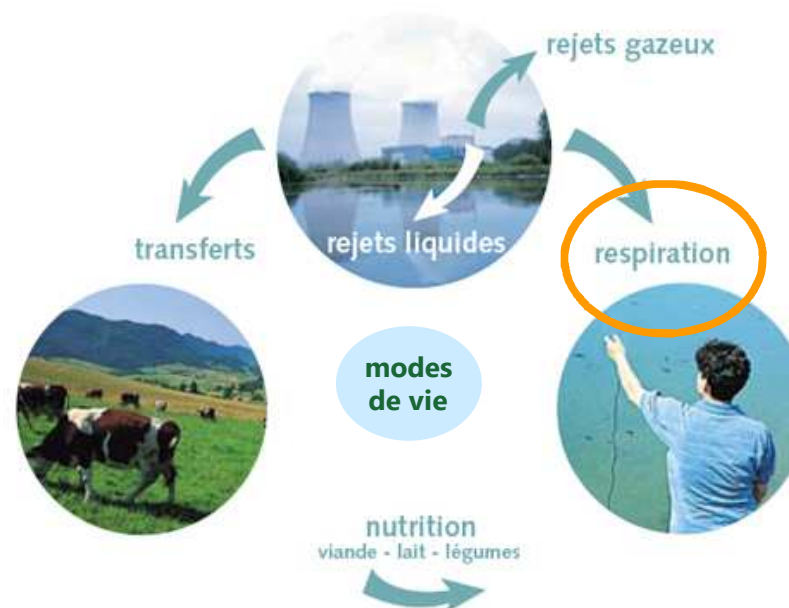 rejets gazeux
rejets liquides
transferts
respiration
modes
de vie
nutrition
viande - lait - légumes